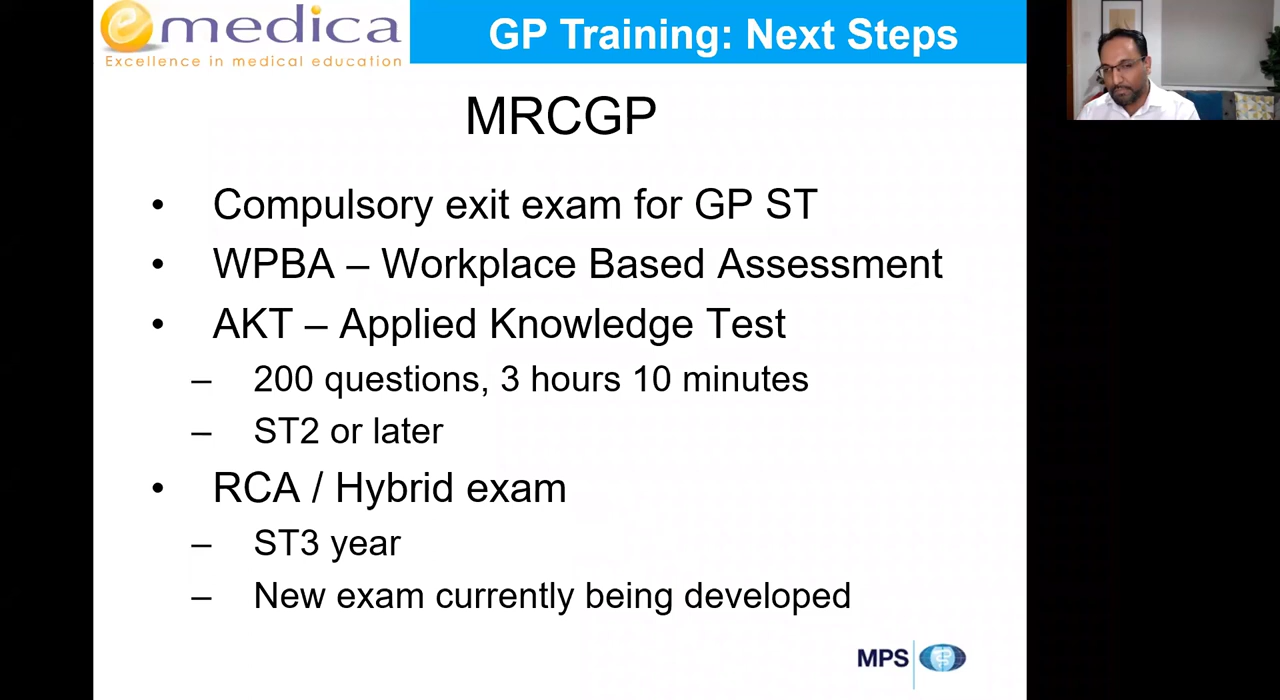 emedica
Excellence in medical education
GP Training: Next Steps
MRCGP
• Compulsory exit exam for GP ST
• WPBA – Workplace Based Assessment
• AKT – Applied Knowledge Test
– 200 questions, 3 hours 10 minutes
– ST2 or later
• RCA / Hybrid exam
– ST3 year
– New exam currently being developed
MPS